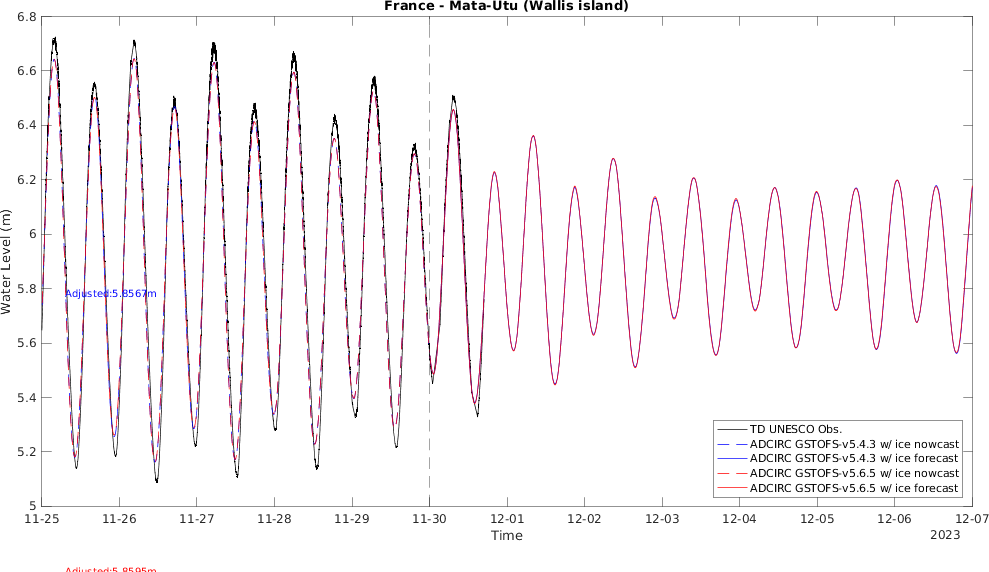 France - Mata-Utu (Wallis island)
6.8
6.6
6.4
6.2
6
5.8
5.6
5.4
5.2
5
Water Level (m)
Adjusted:5.8567m
TD UNESCO Obs.
ADCIRC GSTOFS-v5.4.3 w/ ice nowcast
ADCIRC GSTOFS-v5.4.3 w/ ice forecast
ADCIRC GSTOFS-v5.6.5 w/ ice nowcast
ADCIRC GSTOFS-v5.6.5 w/ ice forecast
11-25 11-26 11-27 11-28 11-29 11-30 12-01 12-02 12-03 12-04 12-05 12-06 12-07
Time
2023
Adjusted:5.8595m